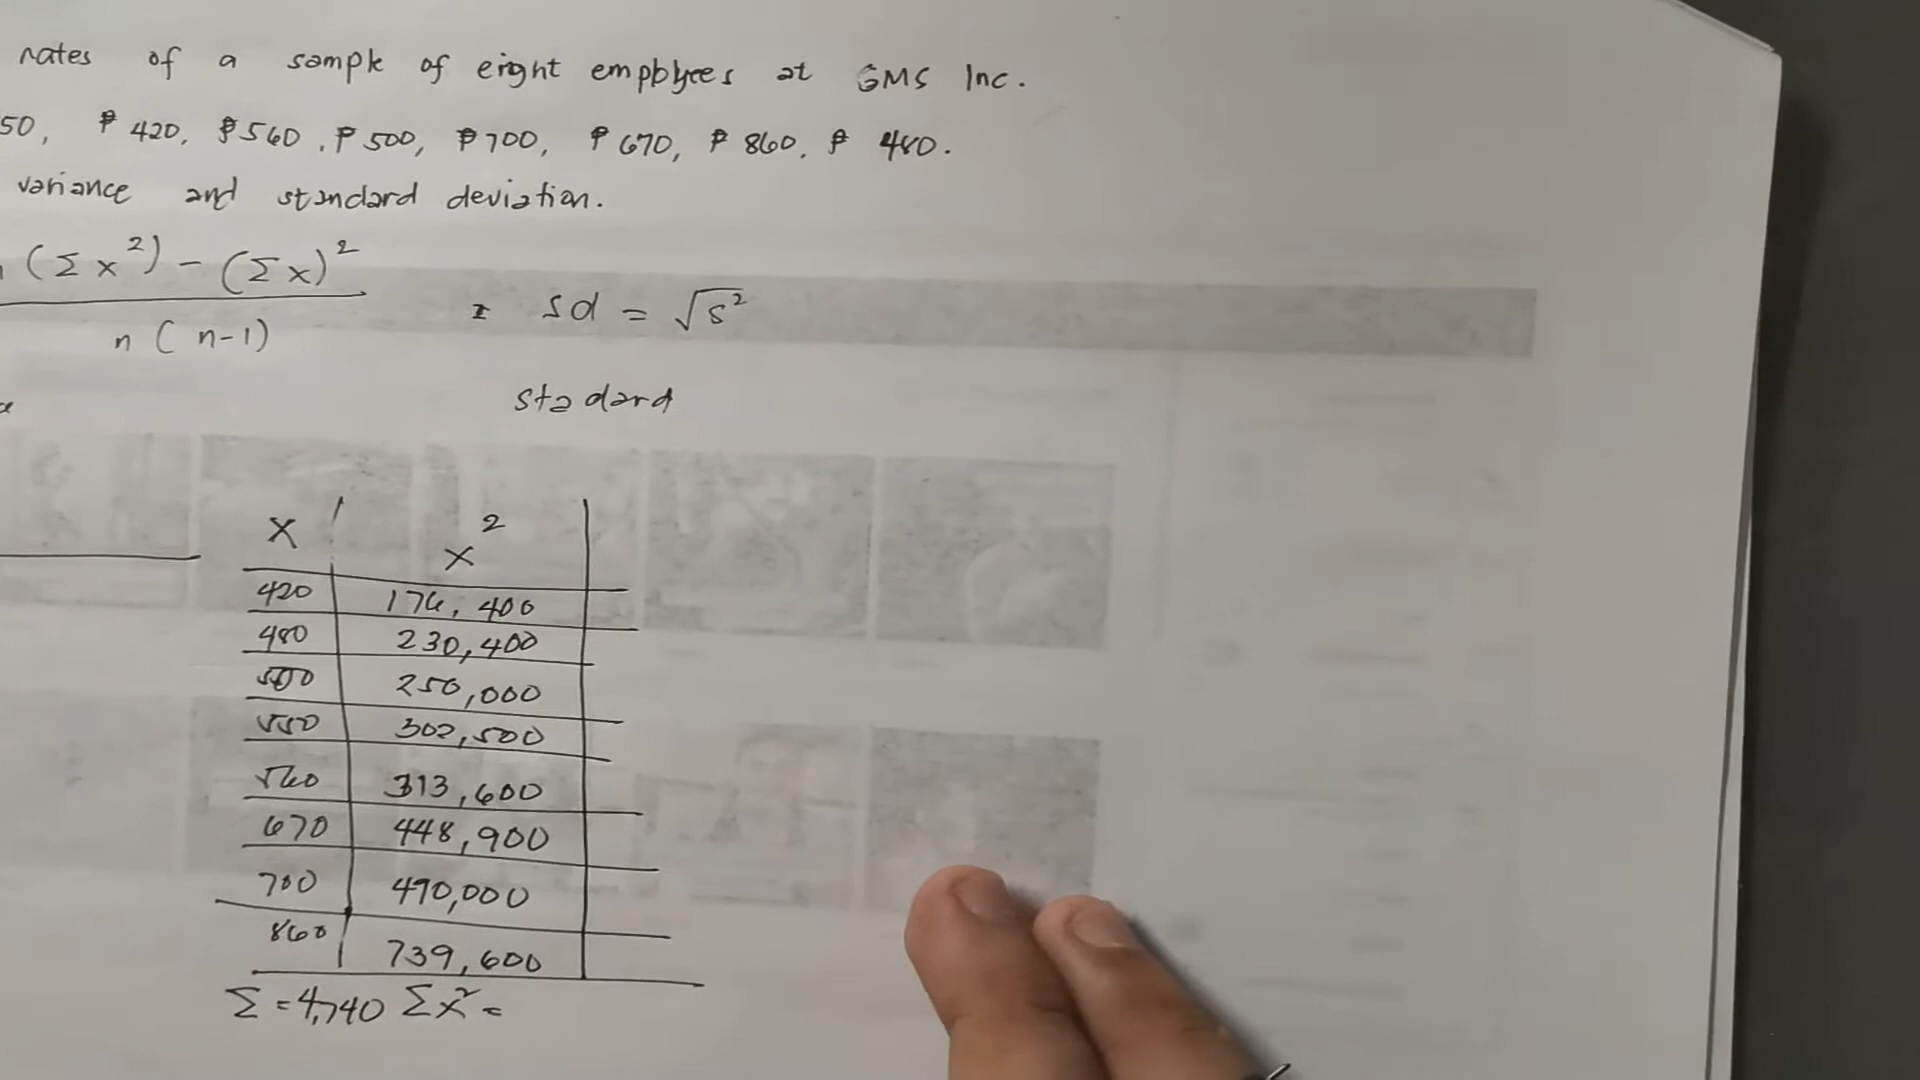 rates of a sample of eight employees at GMS Inc.
50, ₱ 420, ₱ 560, ₱ 500, ₱ 700, ₱ 670, ₱ 860, ₱ 480.
variance and standard deviation.
(Σx²) - (Σx)²
n (n-1)
sd = √s²
stadard
x x²
420 176,400
480 230,400
500 250,000
550 302,500
560 313,600
670 448,900
700 490,000
860 739,600
Σ = 4,740 Σx² =